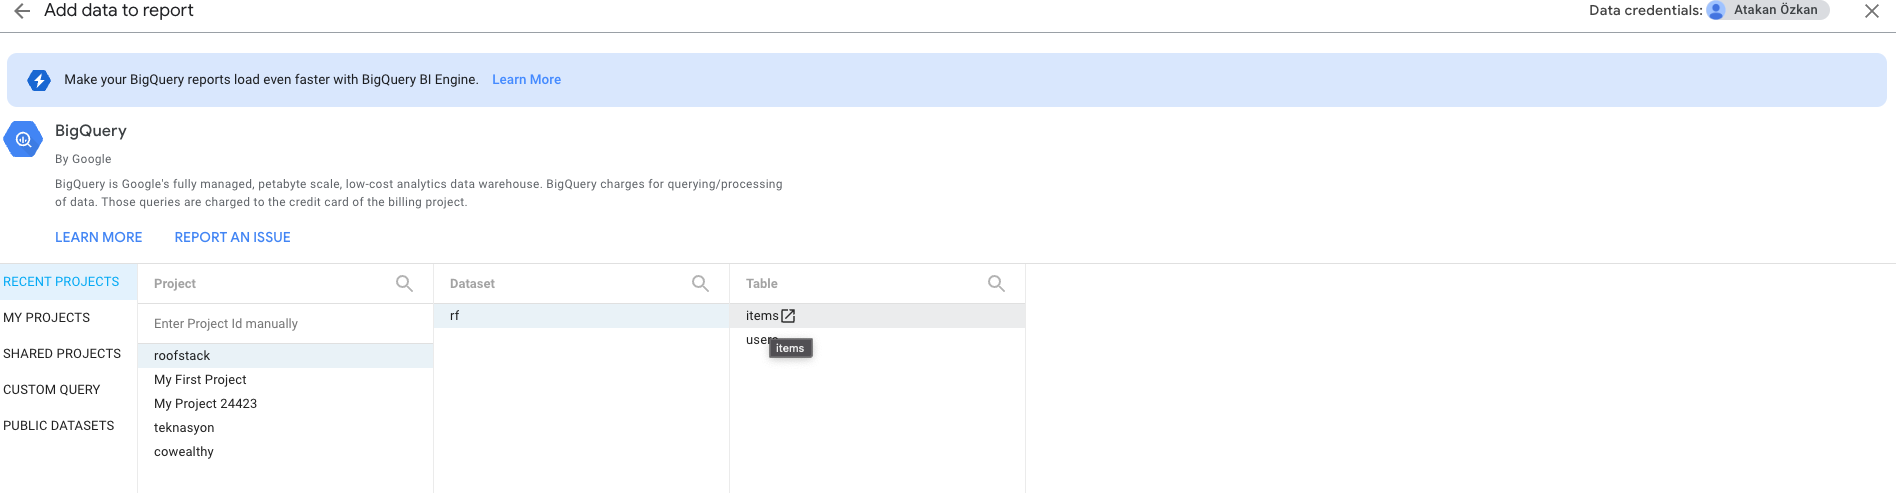 Add data to report
Data credentials: Atakan Özkan
Make your BigQuery reports load even faster with BigQuery BI Engine. Learn More
BigQuery
By Google
BigQuery is Google's fully managed, petabyte scale, low-cost analytics data warehouse. BigQuery charges for querying/processing
of data. Those queries are charged to the credit card of the billing project.
LEARN MORE REPORT AN ISSUE
RECENT PROJECTS
MY PROJECTS
SHARED PROJECTS
CUSTOM QUERY
PUBLIC DATASETS
Project
Enter Project Id manually
roofstack
My First Project
My Project 24423
teknasyon
cowealthy
Dataset
rf
Table
items
users
items